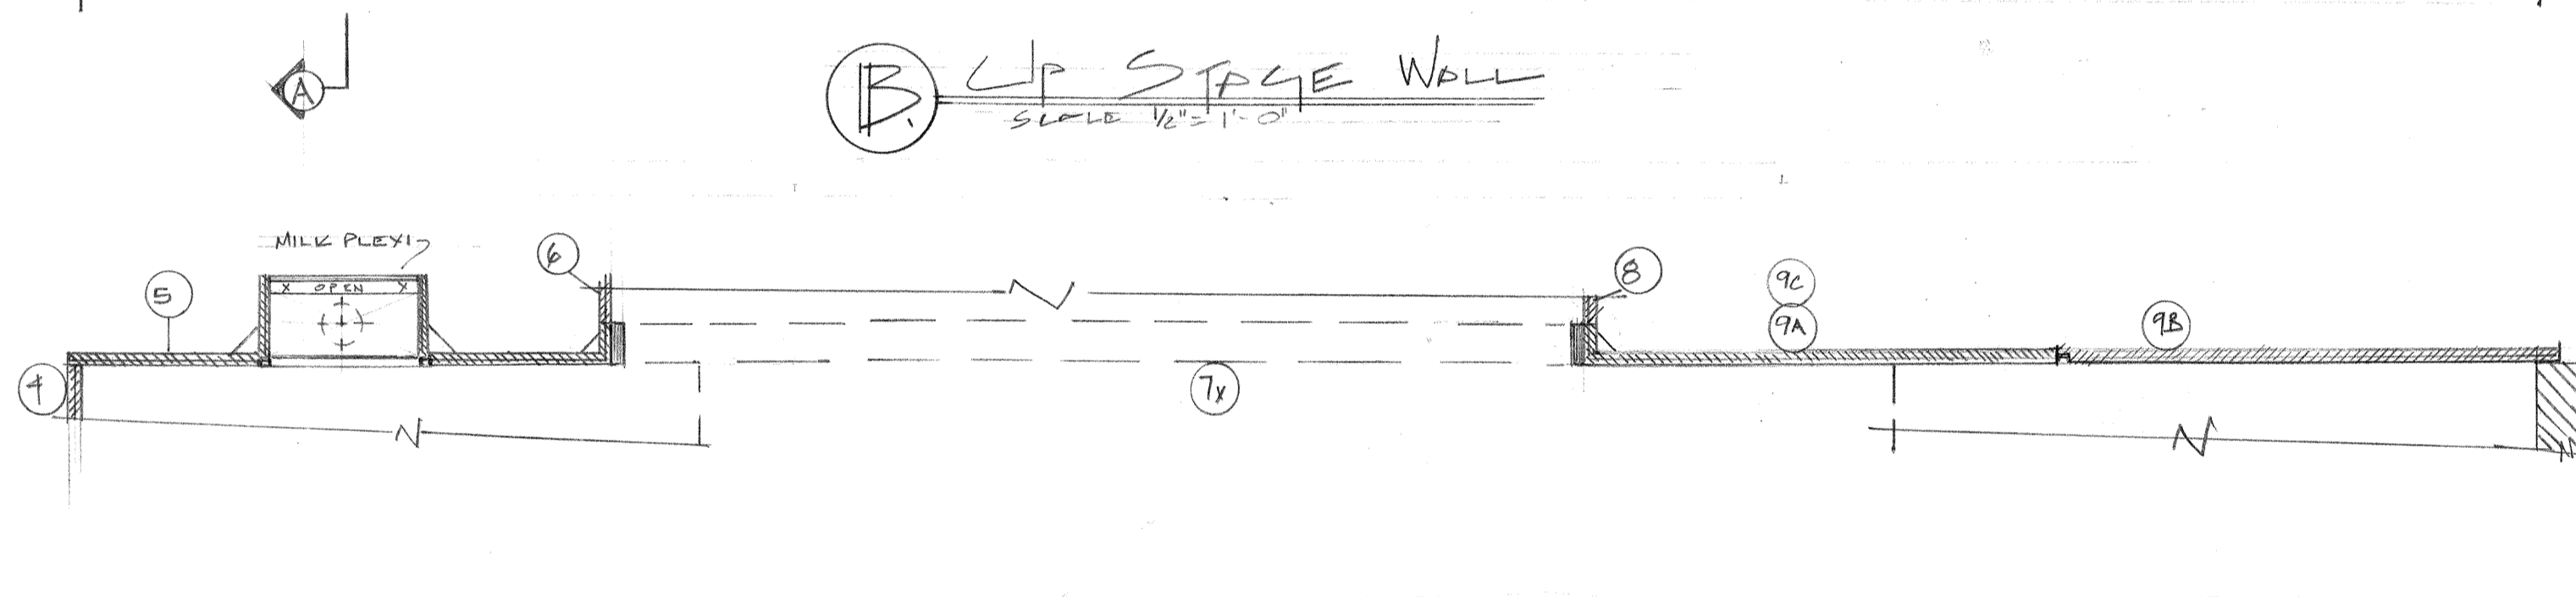 A
B. UP STAGE WALL
SCALE 1/2" = 1'-0"
MILK PLEXI
5
6
8
9C
X OPEN X
9A
9B
4
7X